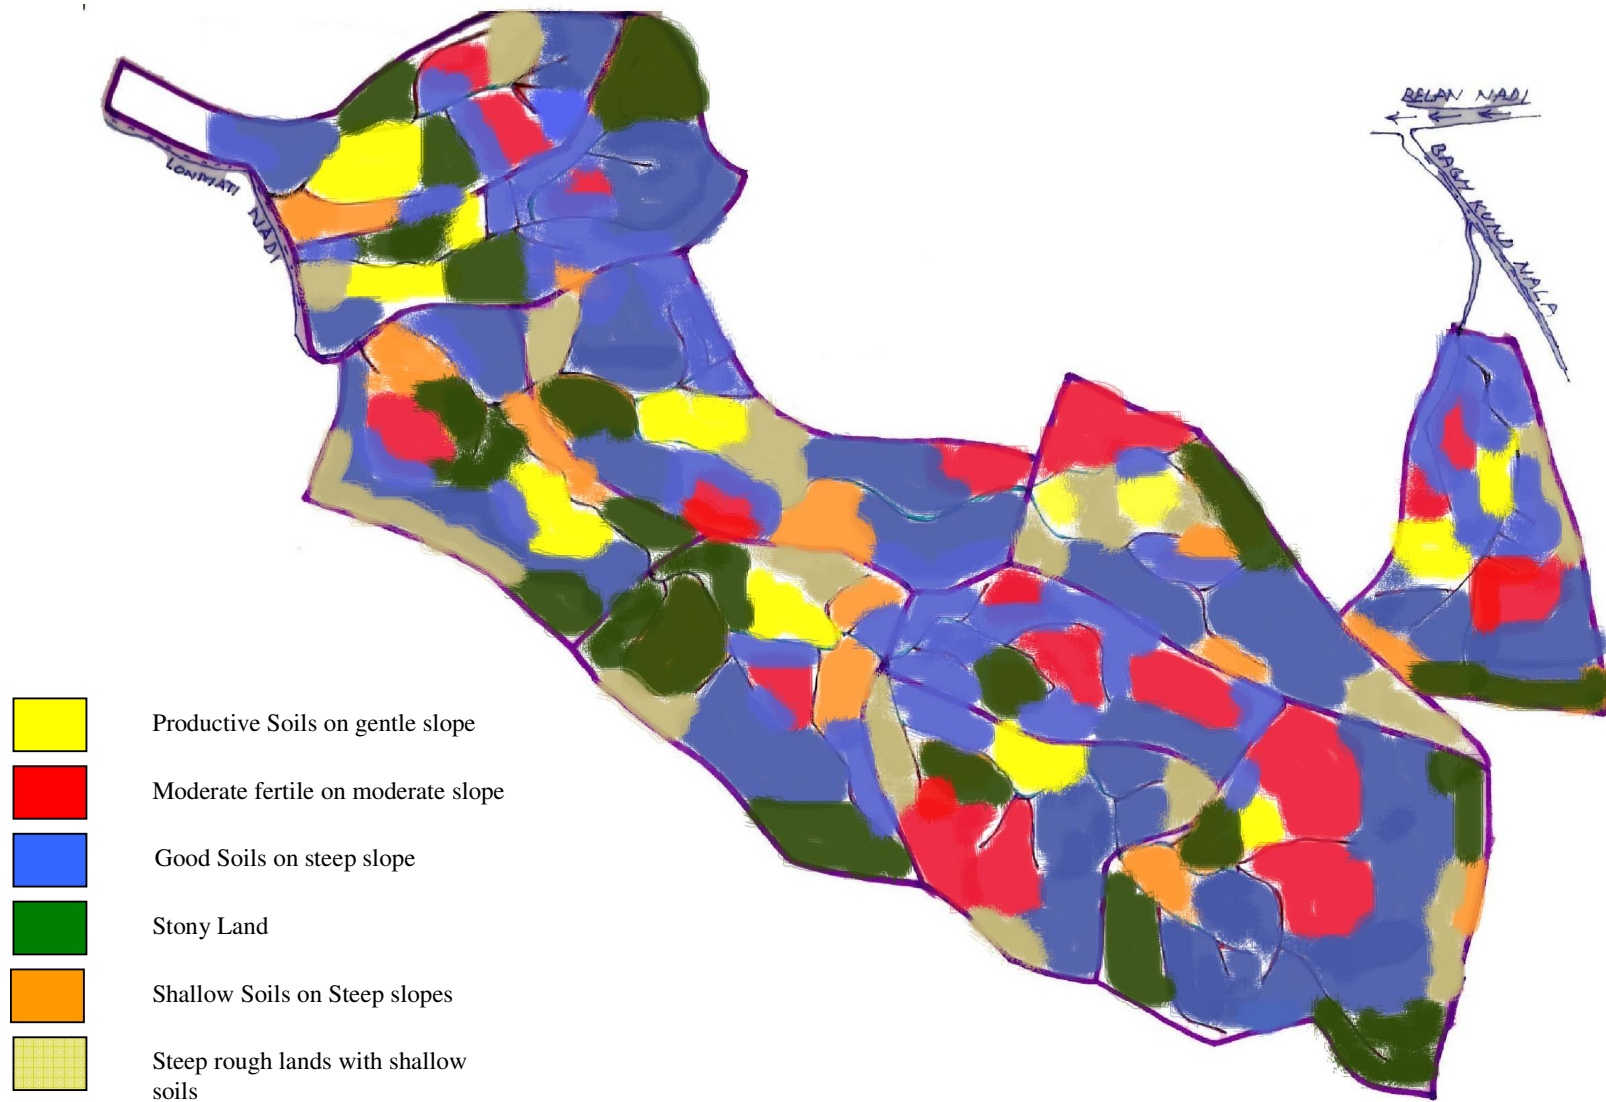 BELAN NADI
BAGH KUND NALA
LONIMATI
NADI
Productive Soils on gentle slope
Moderate fertile on moderate slope
Good Soils on steep slope
Stony Land
Shallow Soils on Steep slopes
Steep rough lands with shallow
soils